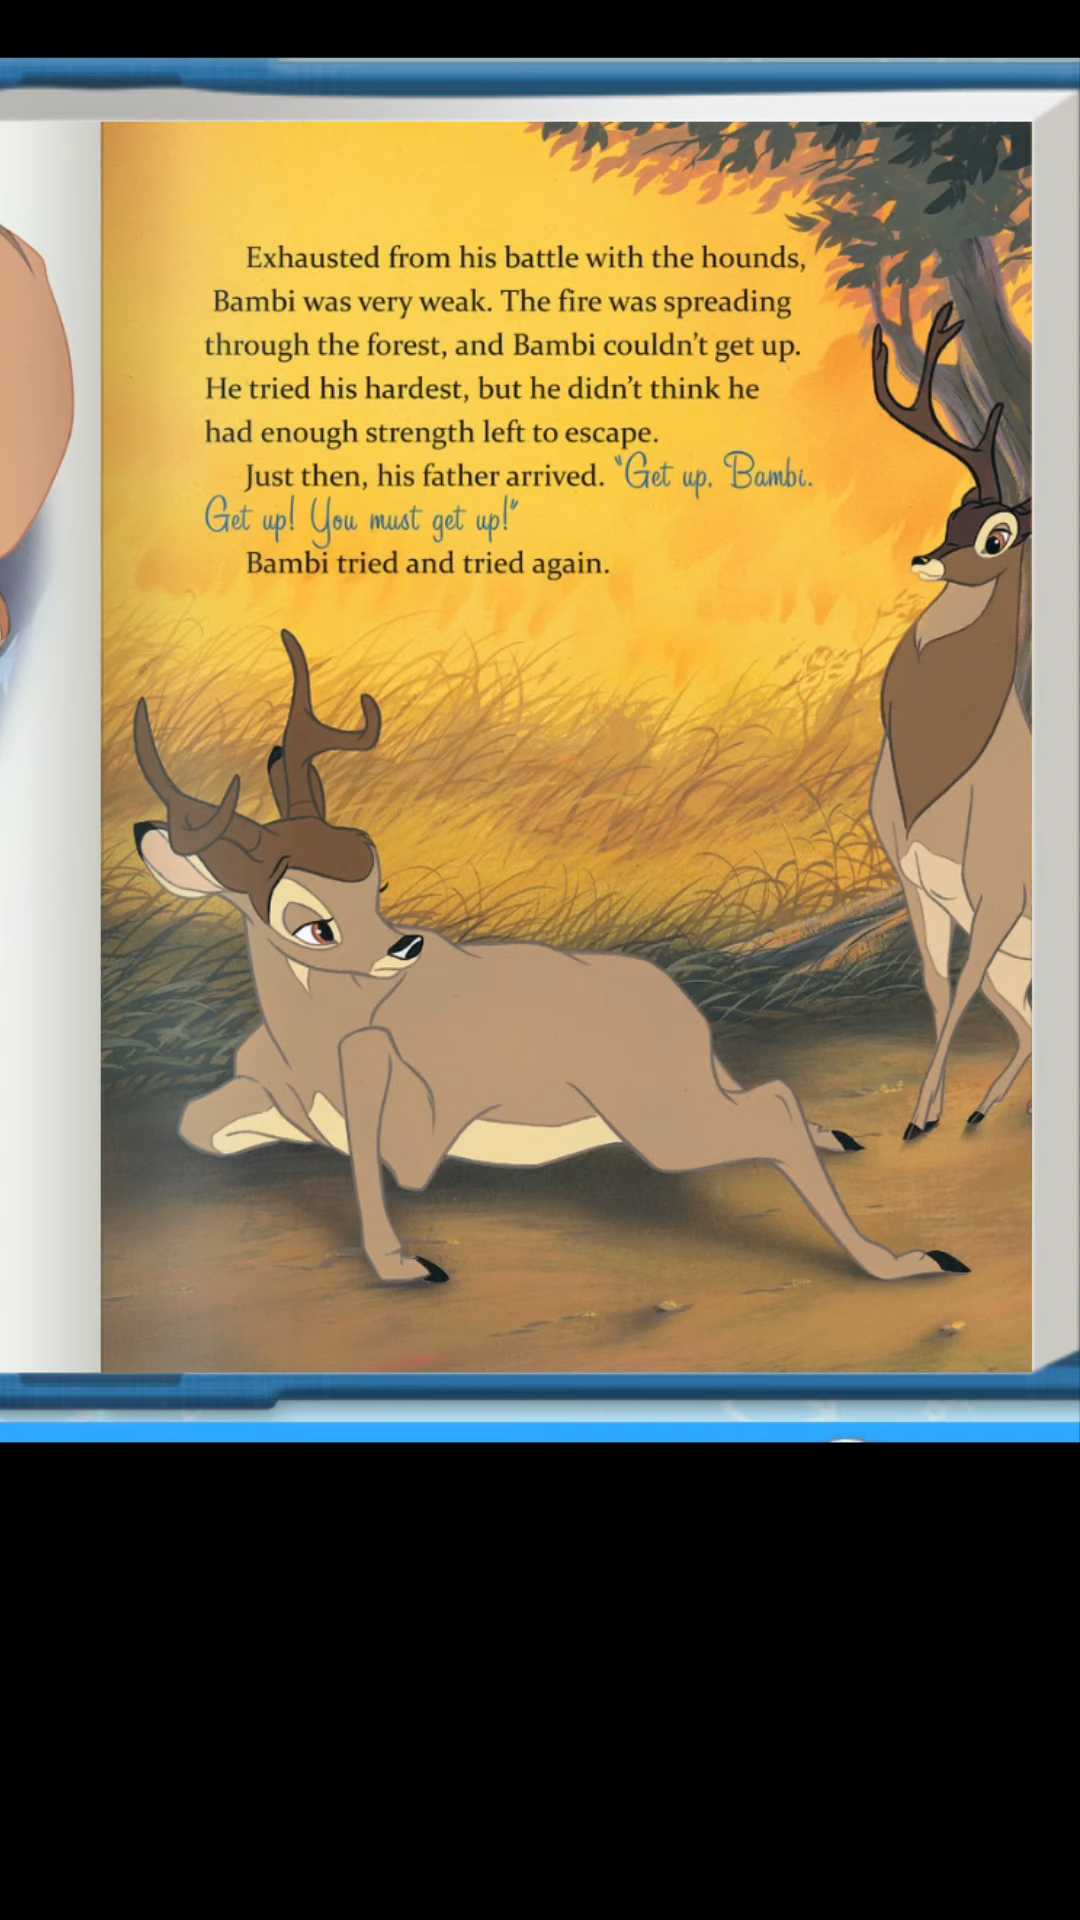 Exhausted from his battle with the hounds,
Bambi was very weak. The fire was spreading
through the forest, and Bambi couldn’t get up.
He tried his hardest, but he didn’t think he
had enough strength left to escape.
Just then, his father arrived. “Get up, Bambi.
Get up! You must get up!”
Bambi tried and tried again.